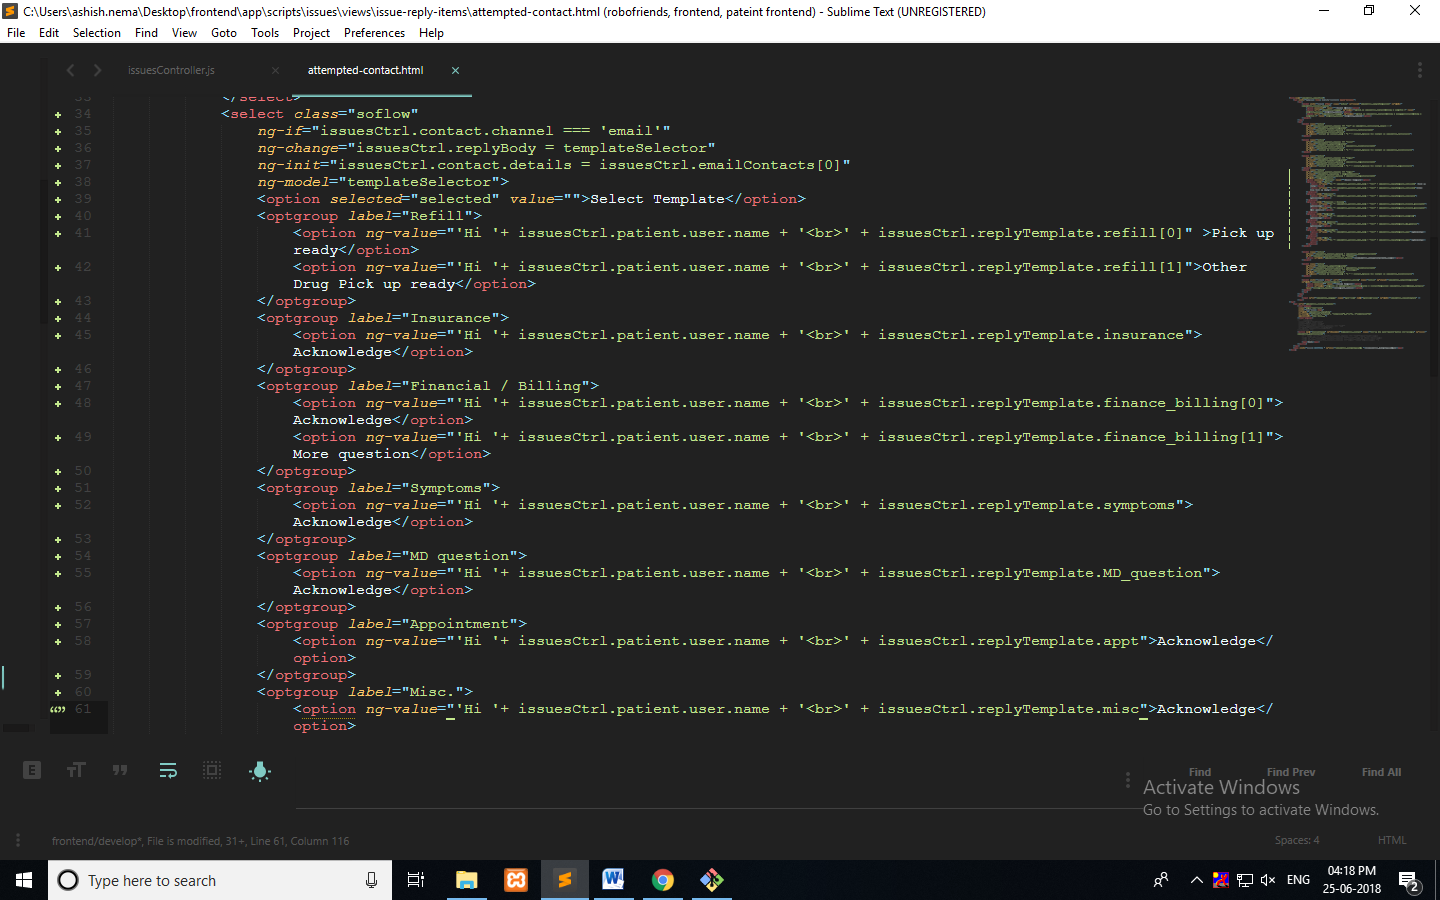 C:\Users\ashish.nema\Desktop\frontend\app\scripts\issues\views\issue-reply-items\attempted-contact.html (robofriends, frontend, pateint frontend) - Sublime Text (UNREGISTERED)
File Edit Selection Find View Goto Tools Project Preferences Help
issuesController.js attempted-contact.html
33 </select>
34 <select class="soflow"
35 ng-if="issuesCtrl.contact.channel === 'email'"
36 ng-change="issuesCtrl.replyBody = templateSelector"
37 ng-init="issuesCtrl.contact.details = issuesCtrl.emailContacts[0]"
38 ng-model="templateSelector">
39 <option selected="selected" value="">Select Template</option>
40 <optgroup label="Refill">
41 <option ng-value="'Hi '+ issuesCtrl.patient.user.name + '<br>' + issuesCtrl.replyTemplate.refill[0]" >Pick up
ready</option>
42 <option ng-value="'Hi '+ issuesCtrl.patient.user.name + '<br>' + issuesCtrl.replyTemplate.refill[1]">Other
Drug Pick up ready</option>
43 </optgroup>
44 <optgroup label="Insurance">
45 <option ng-value="'Hi '+ issuesCtrl.patient.user.name + '<br>' + issuesCtrl.replyTemplate.insurance">
Acknowledge</option>
46 </optgroup>
47 <optgroup label="Financial / Billing">
48 <option ng-value="'Hi '+ issuesCtrl.patient.user.name + '<br>' + issuesCtrl.replyTemplate.finance_billing[0]">
Acknowledge</option>
49 <option ng-value="'Hi '+ issuesCtrl.patient.user.name + '<br>' + issuesCtrl.replyTemplate.finance_billing[1]">
More question</option>
50 </optgroup>
51 <optgroup label="Symptoms">
52 <option ng-value="'Hi '+ issuesCtrl.patient.user.name + '<br>' + issuesCtrl.replyTemplate.symptoms">
Acknowledge</option>
53 </optgroup>
54 <optgroup label="MD question">
55 <option ng-value="'Hi '+ issuesCtrl.patient.user.name + '<br>' + issuesCtrl.replyTemplate.MD_question">
Acknowledge</option>
56 </optgroup>
57 <optgroup label="Appointment">
58 <option ng-value="'Hi '+ issuesCtrl.patient.user.name + '<br>' + issuesCtrl.replyTemplate.appt">Acknowledge</
option>
59 </optgroup>
60 <optgroup label="Misc.">
61 <option ng-value="'Hi '+ issuesCtrl.patient.user.name + '<br>' + issuesCtrl.replyTemplate.misc">Acknowledge</
option>
Find Find Prev Find All
Activate Windows
Go to Settings to activate Windows.
frontend/develop*, File is modified, 31+, Line 61, Column 116 Spaces: 4 HTML
Type here to search
ENG
04:18 PM
25-06-2018
2